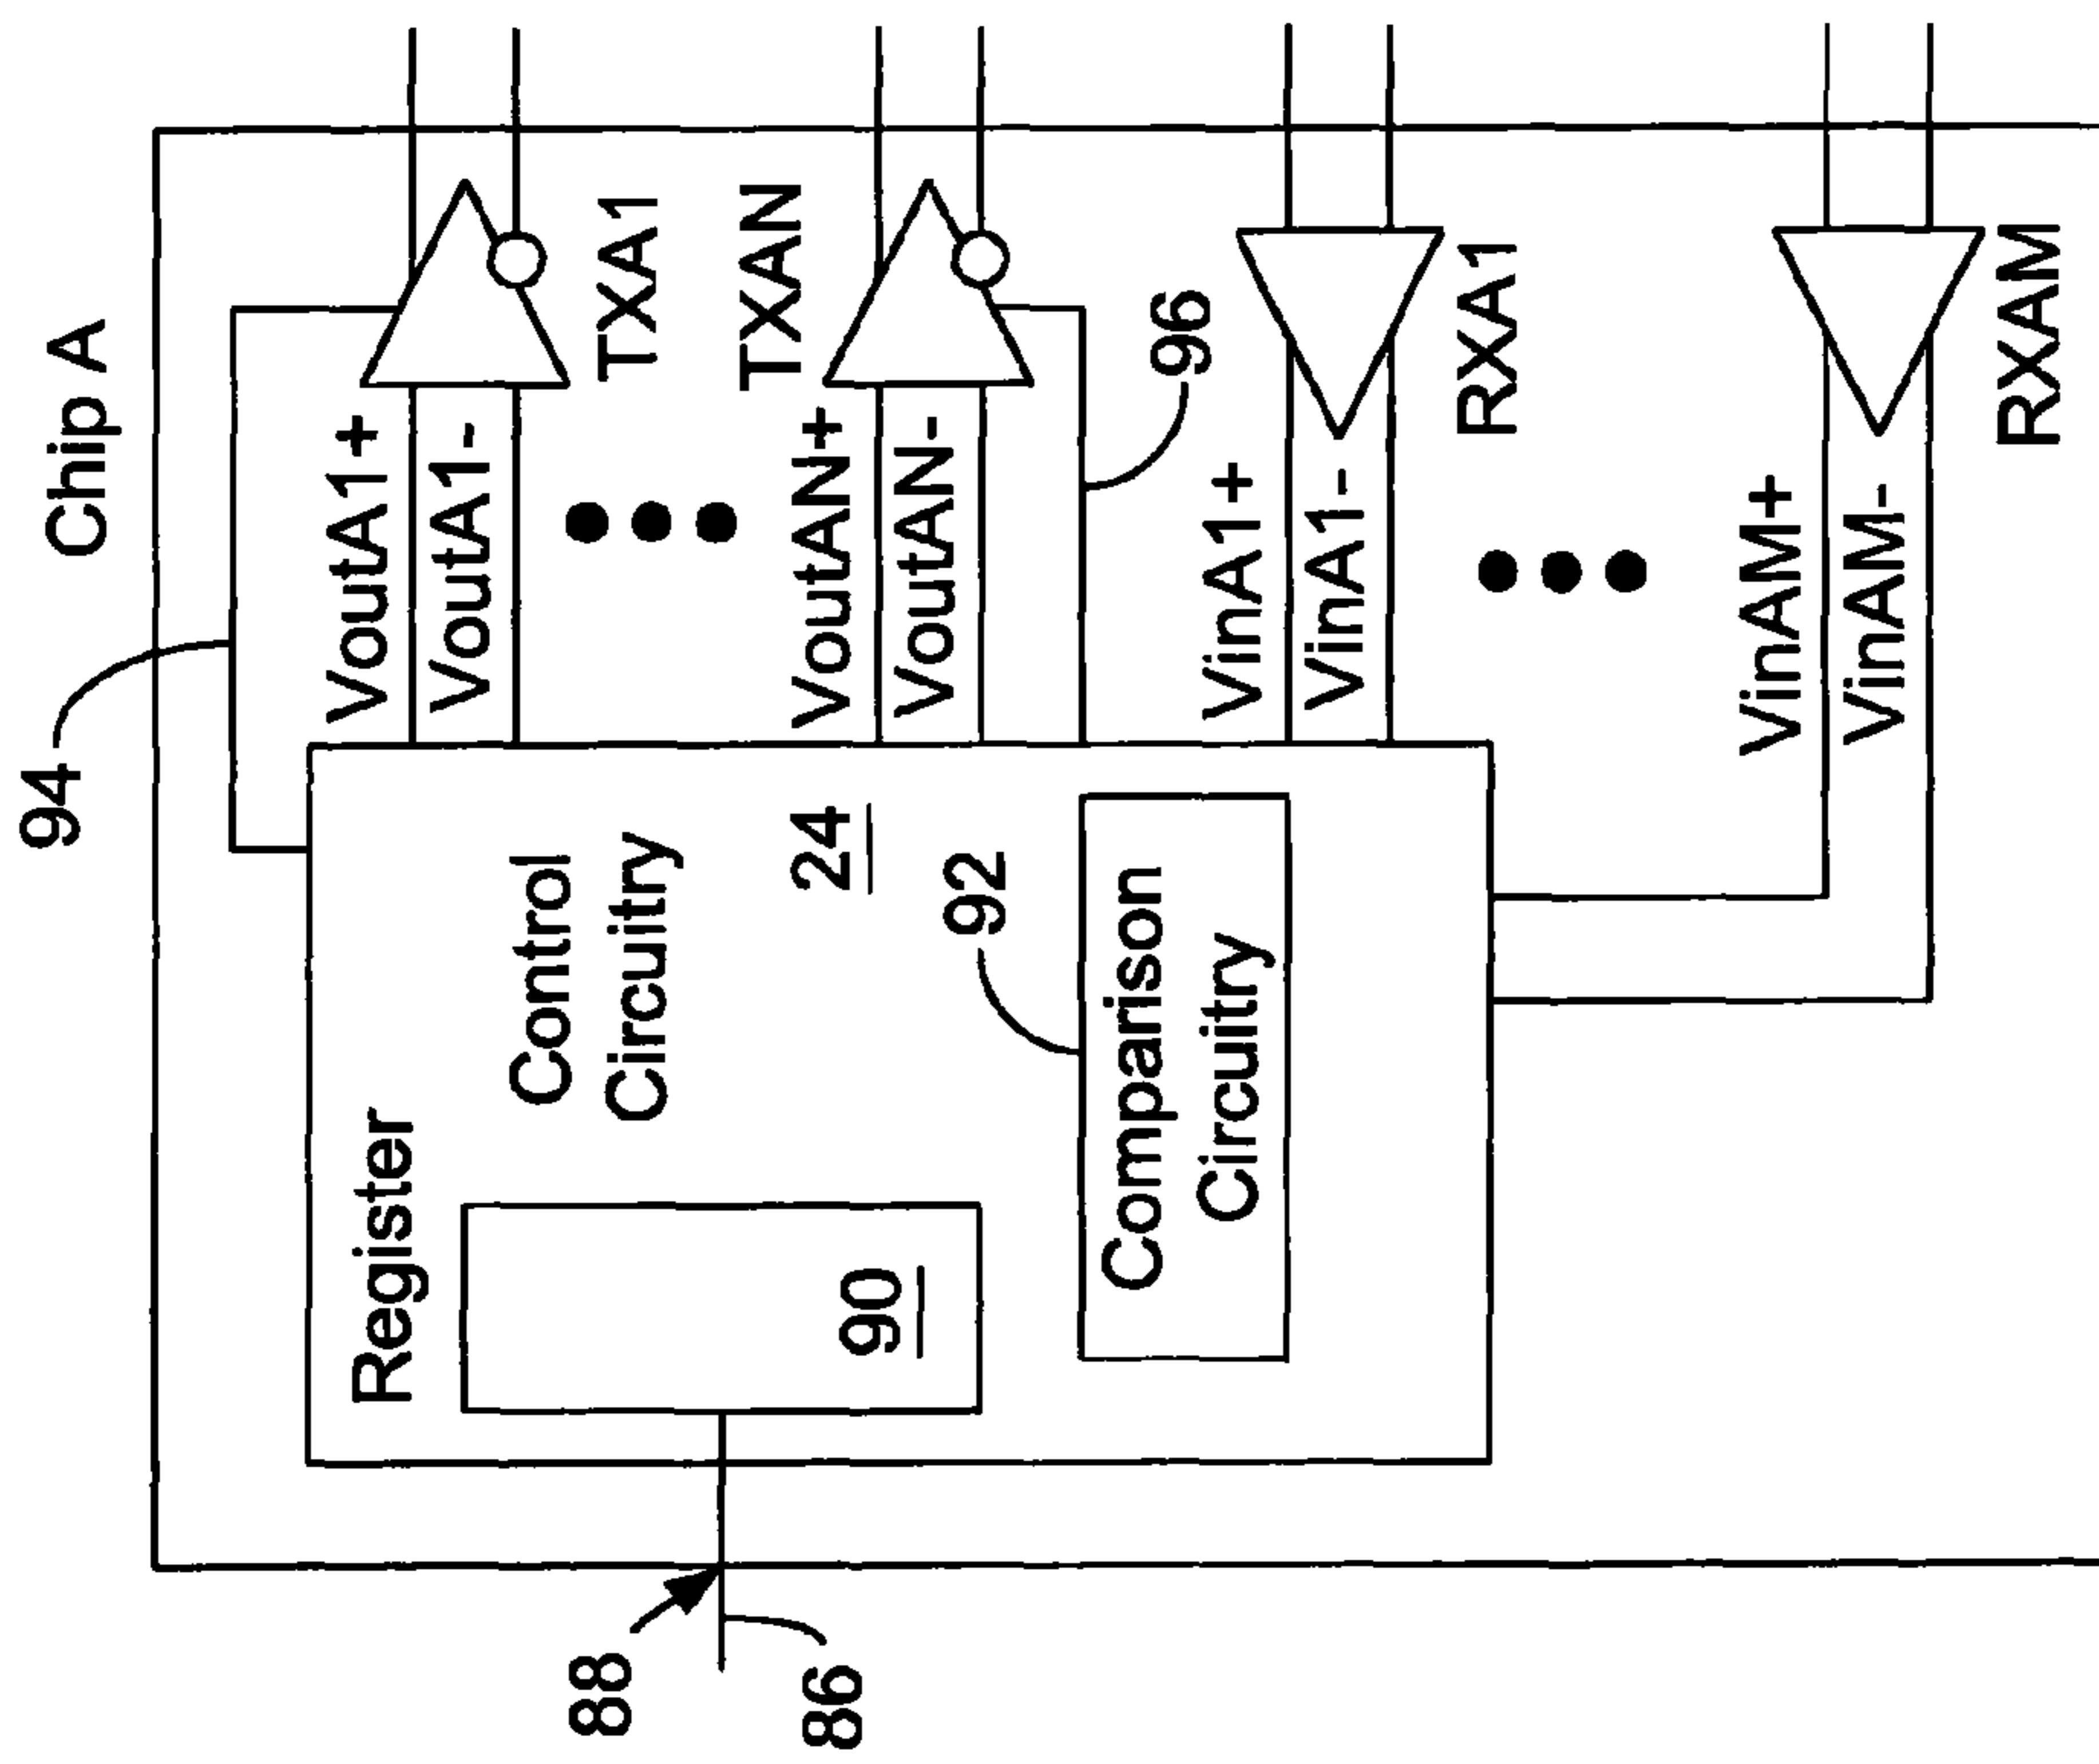 Chip A
94
Register
Control
Circuitry
24
90
92
Comparison
Circuitry
88
86
VoutA1+
VoutA1-
TXA1
TXAN
VoutAN+
VoutAN-
96
VinA1+
VinA1-
RXA1
VinAM+
VinAM-
RXAM